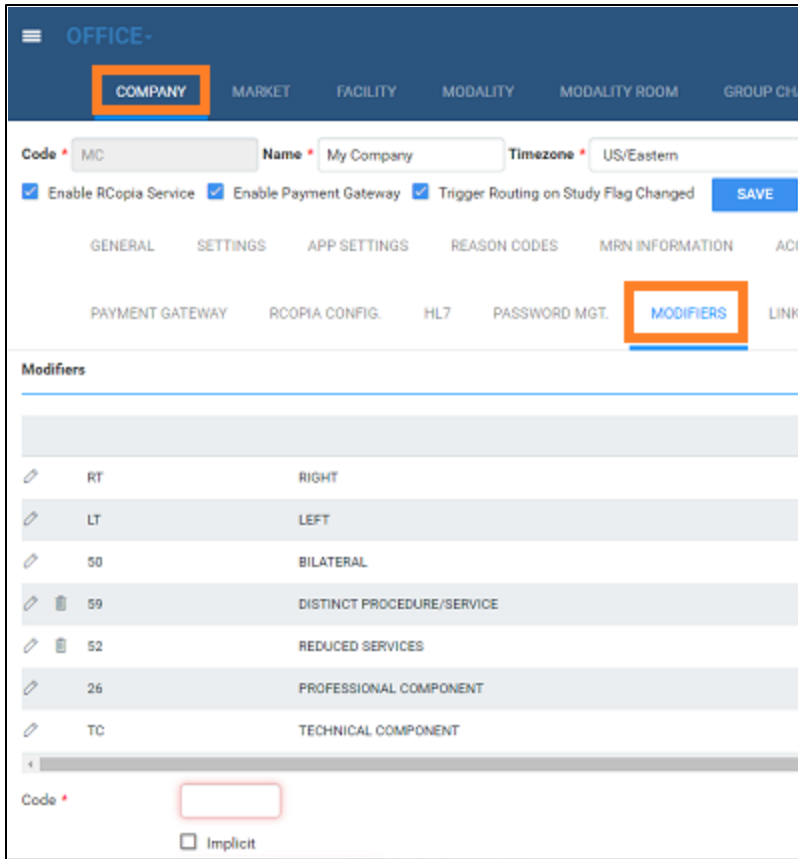 OFFICE-
COMPANY MARKET FACILITY MODALITY MODALITY ROOM GROUP
Code * MC Name * My Company Timezone * US/Eastern
Enable RCopia Service Enable Payment Gateway Trigger Routing on Study Flag Changed SAVE
GENERAL SETTINGS APP SETTINGS REASON CODES MRN INFORMATION
PAYMENT GATEWAY RCOPIA CONFIG. HL7 PASSWORD MGT. MODIFIERS LINK
Modifiers
RT RIGHT
LT LEFT
50 BILATERAL
59 DISTINCT PROCEDURE/SERVICE
52 REDUCED SERVICES
26 PROFESSIONAL COMPONENT
TC TECHNICAL COMPONENT
Code *
Implicit